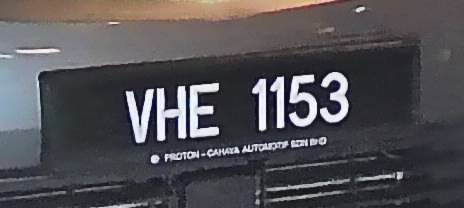 VHE 1153
PROTON - CAHAYA AUTOMOTIF SDN BHD